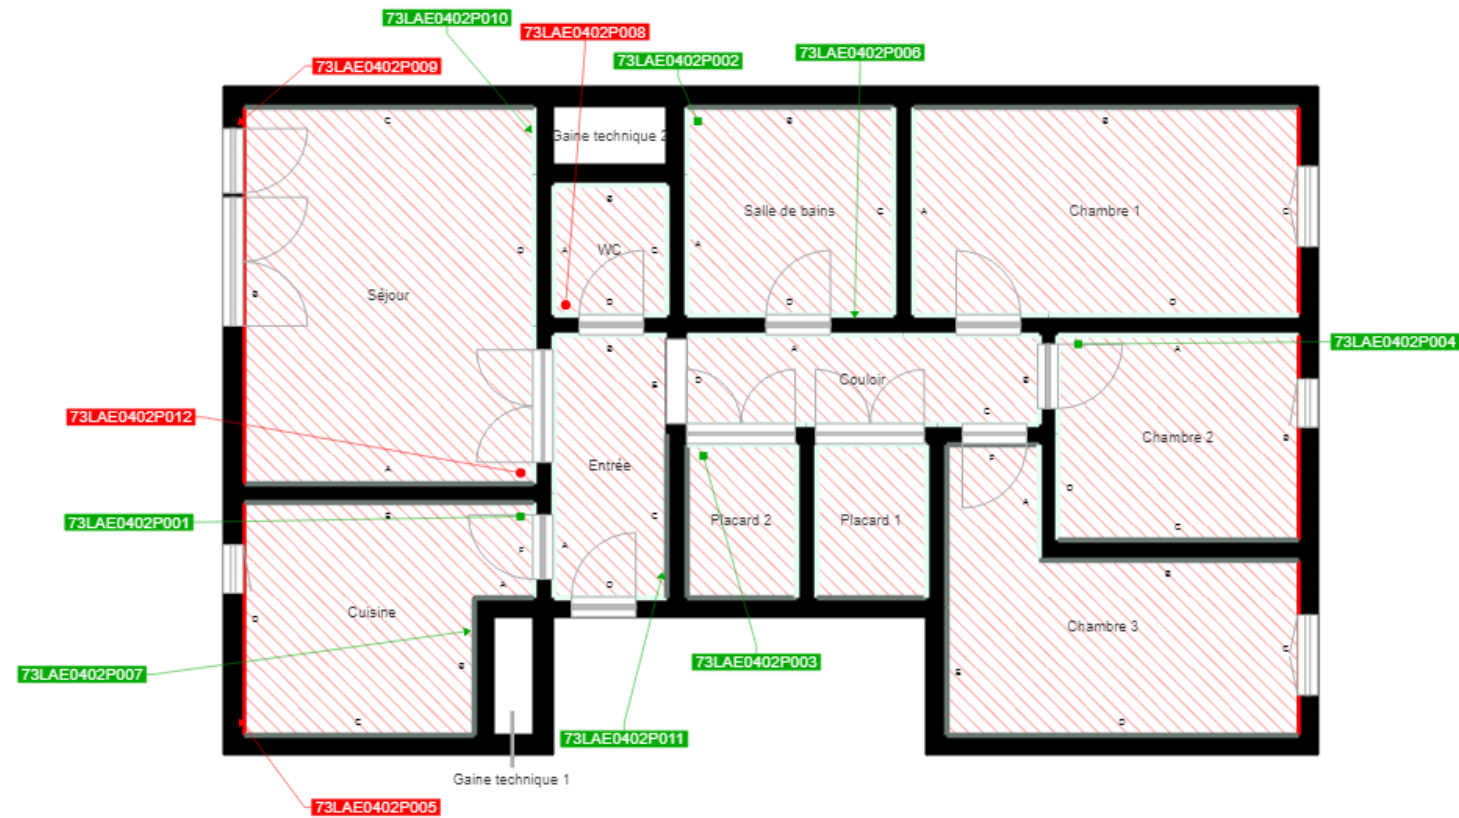 73LAE0402P010
73LAE0402P008
73LAE0402P006
73LAE0402P002
73LAE0402P009
C
B
B
Gaine technique 2
B
Salle de bains
C
A
Chambre 1
C
A
D
A
WC
C
Séjour
B
D
D
D
73LAE0402P004
B
A
A
Couloir
D
B
B
C
73LAE0402P012
Chambre 2
B
A
Entrée
D
A
C
Placard 2
Placard 1
73LAE0402P001
C
A
A
D
B
Cuisine
D
Chambre 3
C
73LAE0402P003
73LAE0402P007
B
C
D
73LAE0402P011
Gaine technique 1
73LAE0402P005